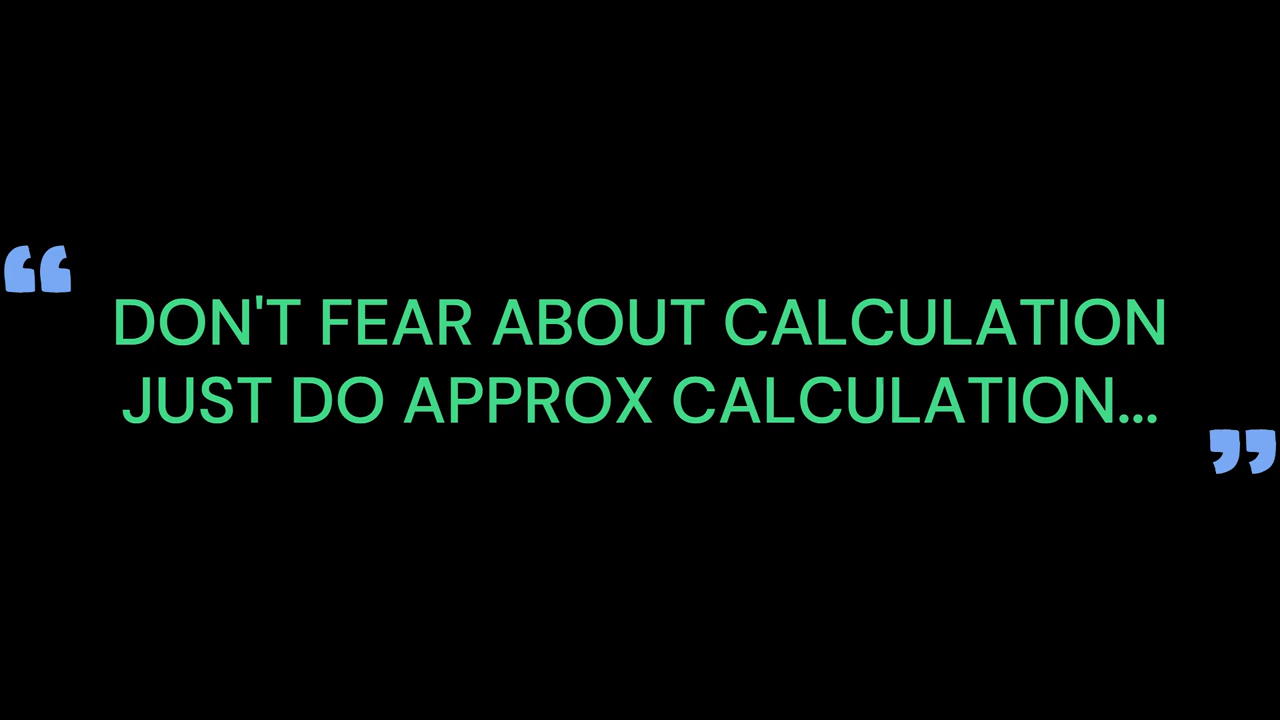 “ DON'T FEAR ABOUT CALCULATION
JUST DO APPROX CALCULATION... ”